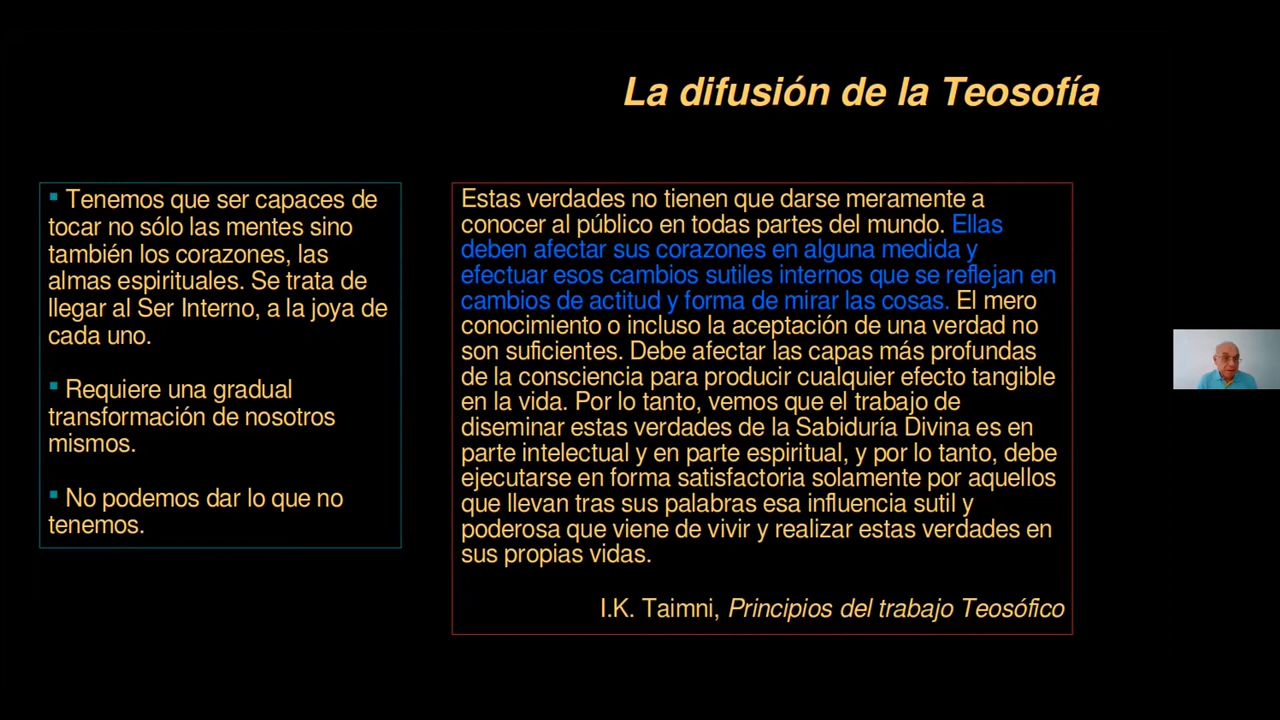 La difusión de la Teosofía
▪ Tenemos que ser capaces de
tocar no sólo las mentes sino
también los corazones, las
almas espirituales. Se trata de
llegar al Ser Interno, a la joya de
cada uno.
▪ Requiere una gradual
transformación de nosotros
mismos.
▪ No podemos dar lo que no
tenemos.
Estas verdades no tienen que darse meramente a
conocer al público en todas partes del mundo. Ellas
deben afectar sus corazones en alguna medida y
efectuar esos cambios sutiles internos que se reflejan en
cambios de actitud y forma de mirar las cosas. El mero
conocimiento o incluso la aceptación de una verdad no
son suficientes. Debe afectar las capas más profundas
de la consciencia para producir cualquier efecto tangible
en la vida. Por lo tanto, vemos que el trabajo de
diseminar estas verdades de la Sabiduría Divina es en
parte intelectual y en parte espiritual, y por lo tanto, debe
ejecutarse en forma satisfactoria solamente por aquellos
que llevan tras sus palabras esa influencia sutil y
poderosa que viene de vivir y realizar estas verdades en
sus propias vidas.
I.K. Taimni, Principios del trabajo Teosófico